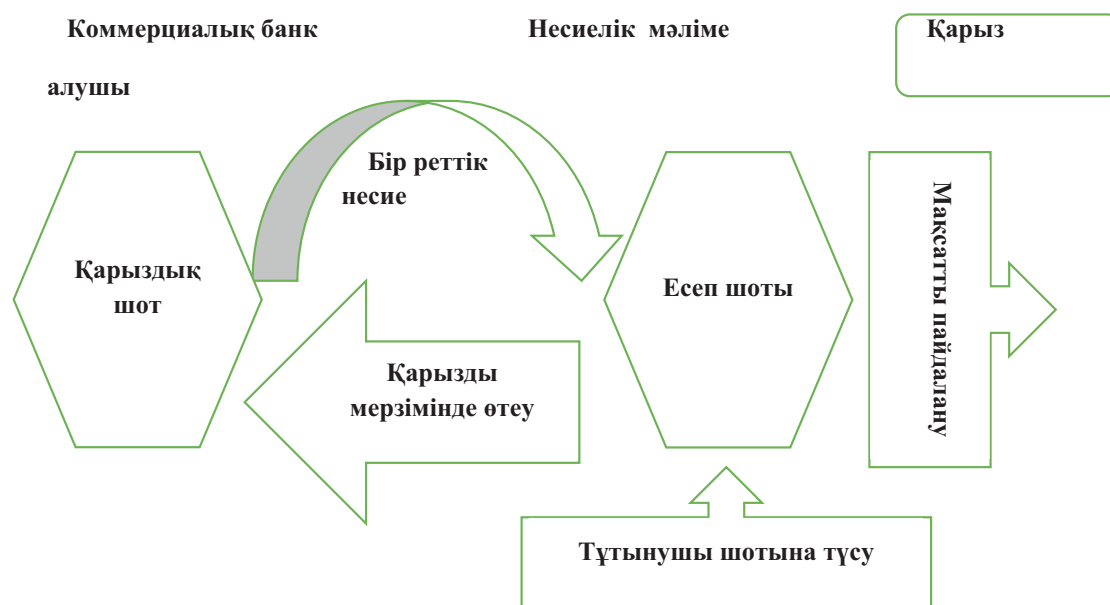 Коммерциалық банк Несиелік мәліме Қарыз
алушы
Бір реттік
несие
Қарыздық
шот
Есеп шоты
Мақсатты пайдалану
Қарызды
мерзімінде өтеу
Тұтынушы шотына түсу